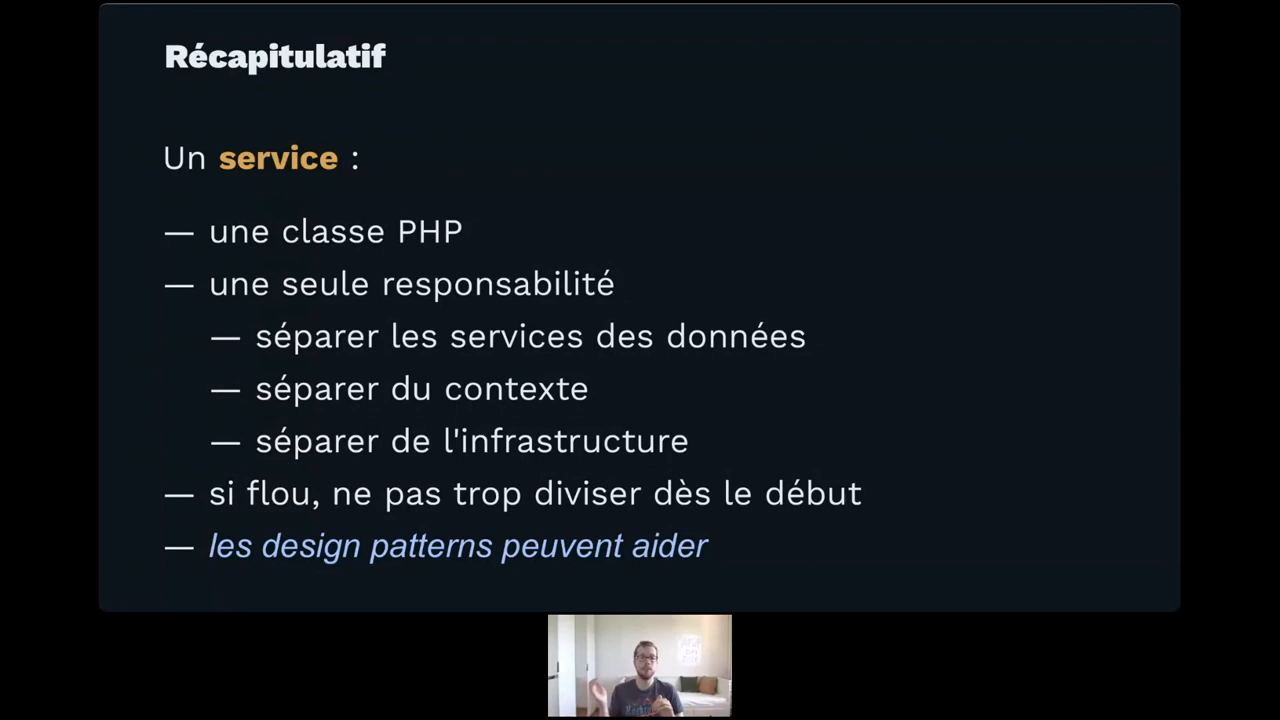 Récapitulatif
Un service :
— une classe PHP
— une seule responsabilité
— séparer les services des données
— séparer du contexte
— séparer de l'infrastructure
— si flou, ne pas trop diviser dès le début
— les design patterns peuvent aider